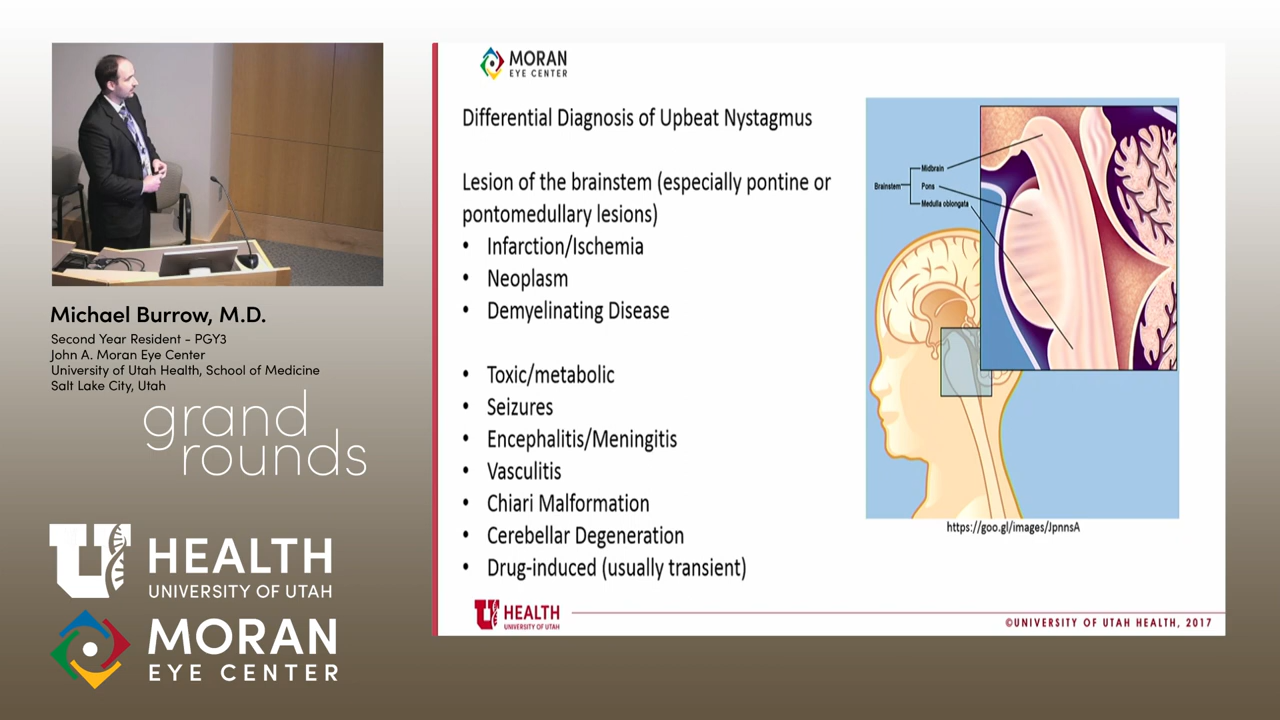 Michael Burrow, M.D.
Second Year Resident - PGY3
John A. Moran Eye Center
University of Utah Health, School of Medicine
Salt Lake City, Utah
grand
rounds
U HEALTH
UNIVERSITY OF UTAH
MORAN
EYE CENTER
MORAN
EYE CENTER
Differential Diagnosis of Upbeat Nystagmus
Lesion of the brainstem (especially pontine or
pontomedullary lesions)
• Infarction/Ischemia
• Neoplasm
• Demyelinating Disease
• Toxic/metabolic
• Seizures
• Encephalitis/Meningitis
• Vasculitis
• Chiari Malformation
• Cerebellar Degeneration
• Drug-induced (usually transient)
Brainstem
Midbrain
Pons
Medulla oblongata
https://goo.gl/images/JpnnsA
U HEALTH
UNIVERSITY OF UTAH
©UNIVERSITY OF UTAH HEALTH, 2017